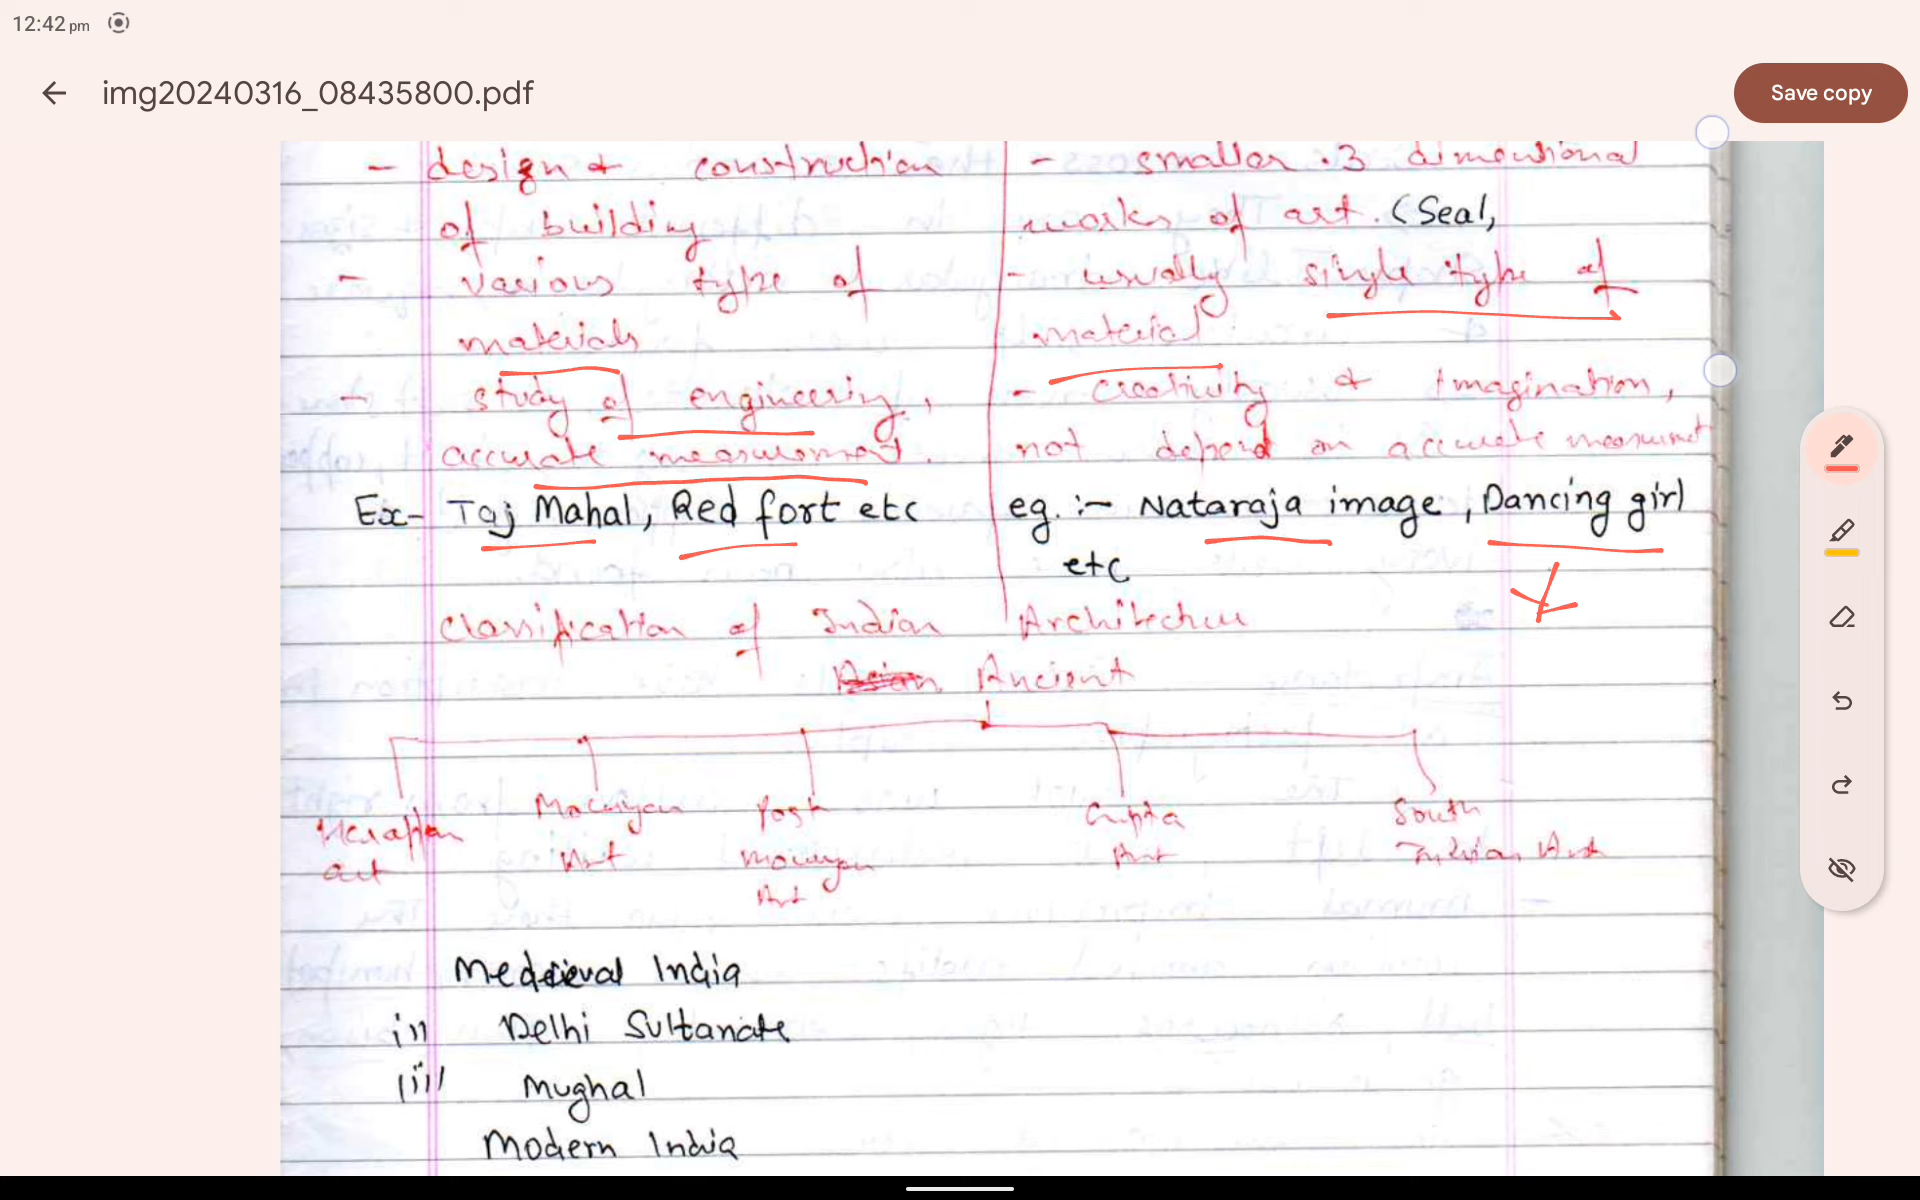 12:42 pm
img20240316_08435800.pdf
Save copy
- design & construction
of building
- various type of
materials
- study of engineering,
accurate measurement.
Ex- Taj Mahal, Red fort etc
- smaller 3 dimentional
works of art. (Seal,
- usually single type of
material
- creativity & Imagination,
not depend on accurate measurment
eg. :- Nataraja image, Dancing girl
etc
Classification of Indian Architecture
Ancient
Harappan
art
Mauryan
Art
Post
mauryan
Art
Gupta
Art
South
Indian Art
Medieval India
i)) Delhi Sultanate
(ii) Mughal
Modern India